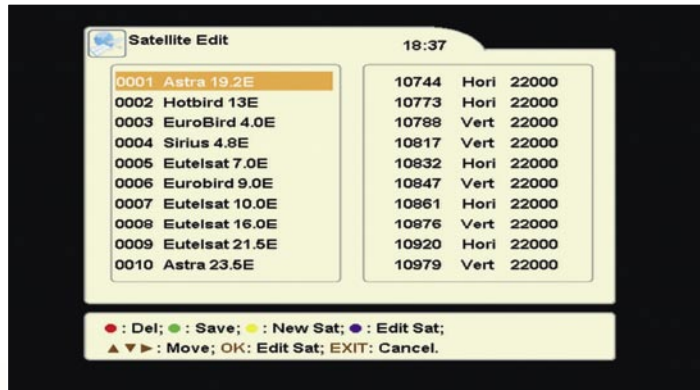 Satellite Edit 18:37
0001 Astra 19.2E 10744 Hori 22000
0002 Hotbird 13E 10773 Hori 22000
0003 EuroBird 4.0E 10788 Vert 22000
0004 Sirius 4.8E 10817 Vert 22000
0005 Eutelsat 7.0E 10832 Hori 22000
0006 Eurobird 9.0E 10847 Vert 22000
0007 Eutelsat 10.0E 10861 Hori 22000
0008 Eutelsat 16.0E 10876 Vert 22000
0009 Eutelsat 21.5E 10920 Hori 22000
0010 Astra 23.5E 10979 Vert 22000
● : Del; ● : Save; ● : New Sat; ● : Edit Sat;
▲ ▼ ► : Move; OK: Edit Sat; EXIT: Cancel.